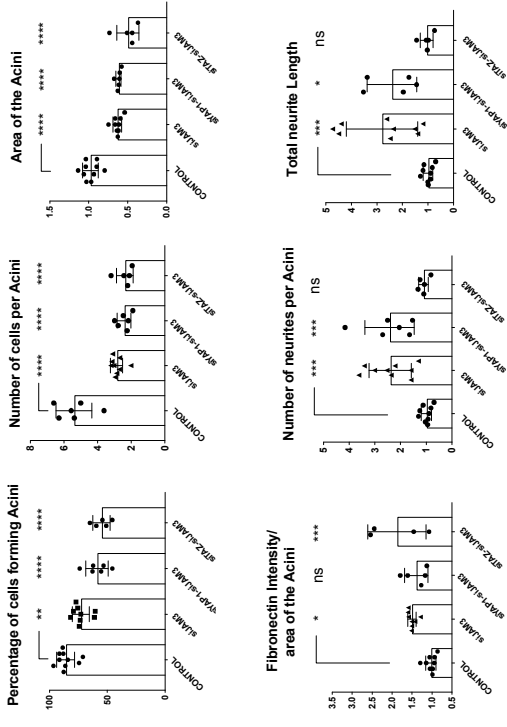 Percentage of cells forming Acini
** **** ****
100
50
0
CONTROL siJAM3 siYAP1-siJAM3 siTAZ-siJAM3
Number of cells per Acini
**** **** ****
8
6
4
2
0
CONTROL siJAM3 siYAP1-siJAM3 siTAZ-siJAM3
Area of the Acini
**** **** ****
1.5
1.0
0.5
0.0
CONTROL siJAM3 siYAP1-siJAM3 siTAZ-siJAM3
Fibronectin Intensity/
area of the Acini
* ns ***
3.5
3.0
2.5
2.0
1.5
1.0
0.5
CONTROL siJAM3 siYAP1-siJAM3 siTAZ-siJAM3
Number of neurites per Acini
*** *** ns
5
4
3
2
1
0
CONTROL siJAM3 siYAP1-siJAM3 siTAZ-siJAM3
Total neurite Length
*** * ns
5
4
3
2
1
0
CONTROL siJAM3 siYAP1-siJAM3 siTAZ-siJAM3